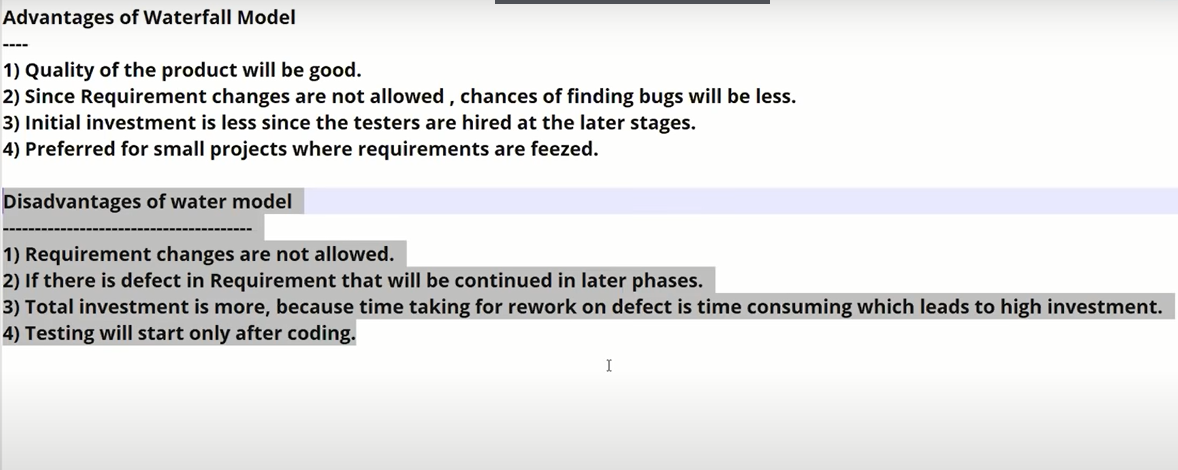 Advantages of Waterfall Model
----
1) Quality of the product will be good.
2) Since Requirement changes are not allowed , chances of finding bugs will be less.
3) Initial investment is less since the testers are hired at the later stages.
4) Preferred for small projects where requirements are feezed.
Disadvantages of water model
---------------------------------------
1) Requirement changes are not allowed.
2) If there is defect in Requirement that will be continued in later phases.
3) Total investment is more, because time taking for rework on defect is time consuming which leads to high investment.
4) Testing will start only after coding.